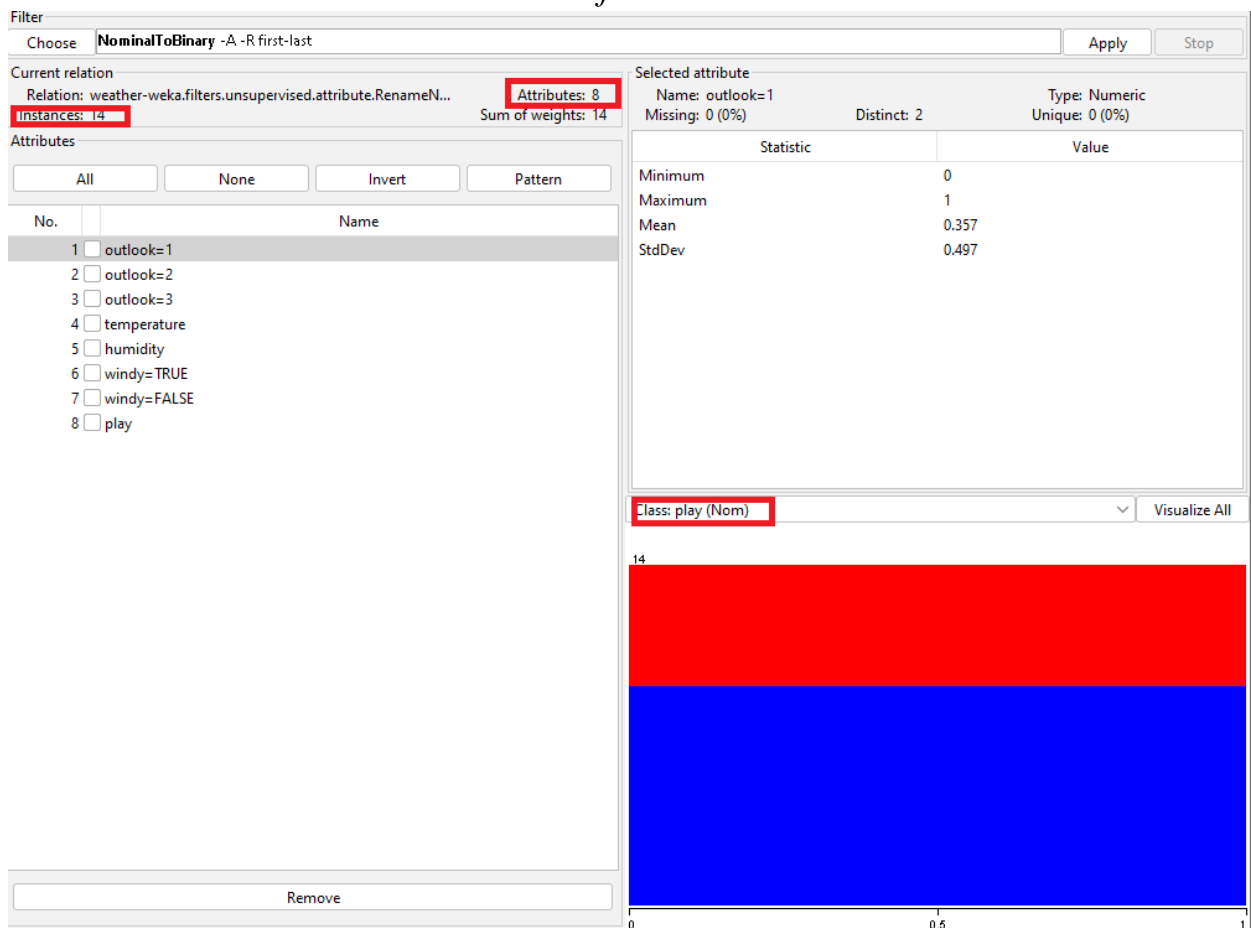 Filter
Choose NominalToBinary -A -R first-last Apply Stop
Current relation
Relation: weather-weka.filters.unsupervised.attribute.RenameN... Attributes: 8
Instances: 14 Sum of weights: 14
Attributes
All None Invert Pattern
No. Name
1 outlook=1
2 outlook=2
3 outlook=3
4 temperature
5 humidity
6 windy=TRUE
7 windy=FALSE
8 play
Remove
Selected attribute
Name: outlook=1 Type: Numeric
Missing: 0 (0%) Distinct: 2 Unique: 0 (0%)
Statistic Value
Minimum 0
Maximum 1
Mean 0.357
StdDev 0.497
Class: play (Nom) Visualize All
14
0 0.5 1